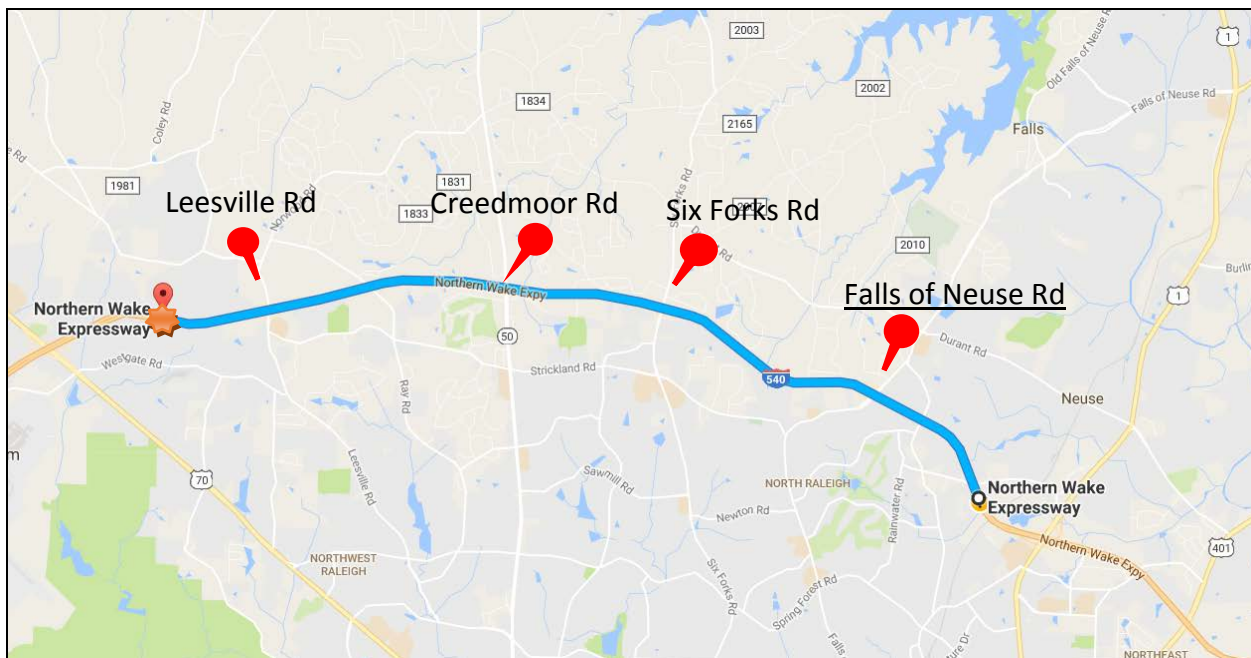 2003
1
Old Falls of Neuse Rd
2002
Falls of Neuse Rd
1834
Coley Rd
2165
Falls
1981
1831
1833
Leesville Rd
Creedmoor Rd
Six Forks Rd
2010
Northern Wake
Expressway
Northern Wake Expy
Falls of Neuse Rd
1
50
Durant Rd
Westgate Rd
Strickland Rd
540
Ray Rd
Neuse
70
Leesville Rd
Sawmill Rd
NORTH RALEIGH
Newton Rd
Rainwater Rd
Northern Wake
Expressway
NORTHWEST
RALEIGH
Northern Wake Expy
401
Six Forks Rd
Spring Forest Rd
Falls
NORTHEAST